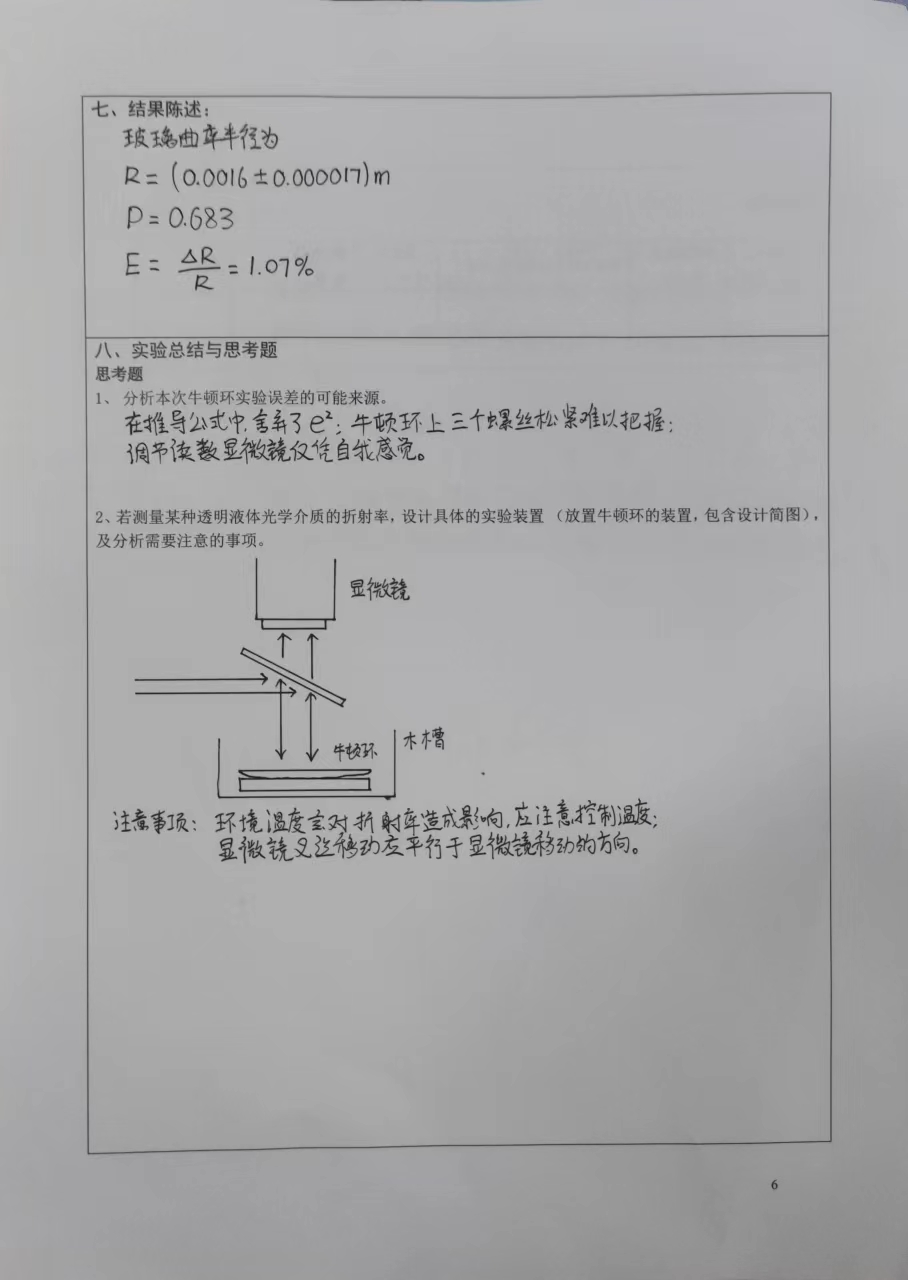 七、结果陈述：
玻璃曲率半径为
R = (0.0016±0.000017)m
P = 0.683
E = ΔR/R = 1.07%
八、实验总结与思考题
思考题
1、 分析本次牛顿环实验误差的可能来源。
在推导公式中,舍弃了e²；牛顿环上三个螺丝松紧难以把握；
调节读数显微镜仅凭自我感觉。
2、若测量某种透明液体光学介质的折射率，设计具体的实验装置 （放置牛顿环的装置，包含设计简图），
及分析需要注意的事项。
显微镜
牛顿环
水槽
注意事项：环境温度会对折射率造成影响,应注意控制温度；
显微镜叉丝移动应平行于显微镜移动的方向。
6